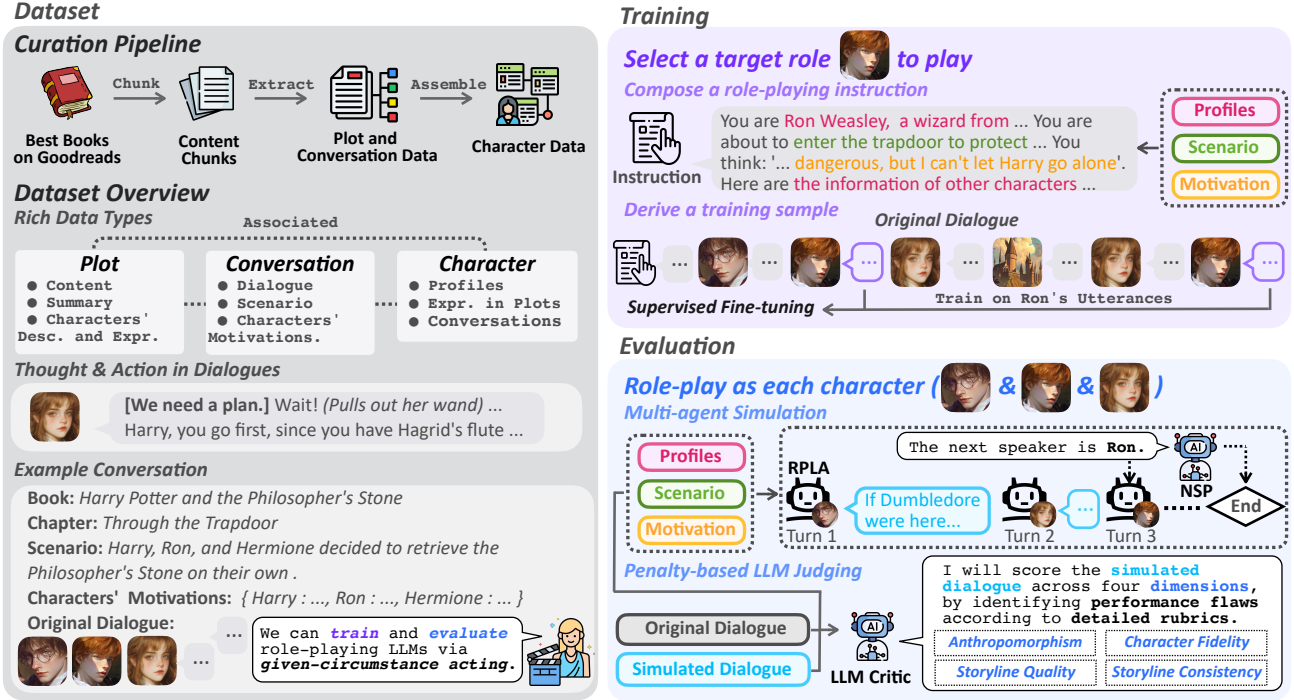 Dataset
Curation Pipeline
Chunk
Extract
Assemble
Best Books
on Goodreads
Content
Chunks
Plot and
Conversation Data
Character Data
Dataset Overview
Rich Data Types
Associated
Plot
● Content
● Summary
● Characters'
Desc. and Expr.
Conversation
● Dialogue
● Scenario
● Characters'
Motivations.
Character
● Profiles
● Expr. in Plots
● Conversations
Thought & Action in Dialogues
[We need a plan.] Wait! (Pulls out her wand) ...
Harry, you go first, since you have Hagrid's flute ...
Example Conversation
Book: Harry Potter and the Philosopher's Stone
Chapter: Through the Trapdoor
Scenario: Harry, Ron, and Hermione decided to retrieve the
Philosopher's Stone on their own .
Characters' Motivations: { Harry : ..., Ron : ..., Hermione : ... }
Original Dialogue:
...
...
We can train and evaluate
role-playing LLMs via
given-circumstance acting.
Training
Select a target role to play
Compose a role-playing instruction
Instruction
You are Ron Weasley, a wizard from ... You are
about to enter the trapdoor to protect ... You
think: '... dangerous, but I can't let Harry go alone'.
Here are the information of other characters ...
Profiles
Scenario
Motivation
Derive a training sample
Original Dialogue
... ... ... ... ... ... ...
Supervised Fine-tuning
Train on Ron's Utterances
Evaluation
Role-play as each character ( & & )
Multi-agent Simulation
Profiles
Scenario
Motivation
The next speaker is Ron.
AI
NSP
RPLA
If Dumbledore
were here...
...
End
Turn 1
Turn 2
Turn 3
Penalty-based LLM Judging
Original Dialogue
Simulated Dialogue
AI
LLM Critic
I will score the simulated
dialogue across four dimensions,
by identifying performance flaws
according to detailed rubrics.
Anthropomorphism
Character Fidelity
Storyline Quality
Storyline Consistency